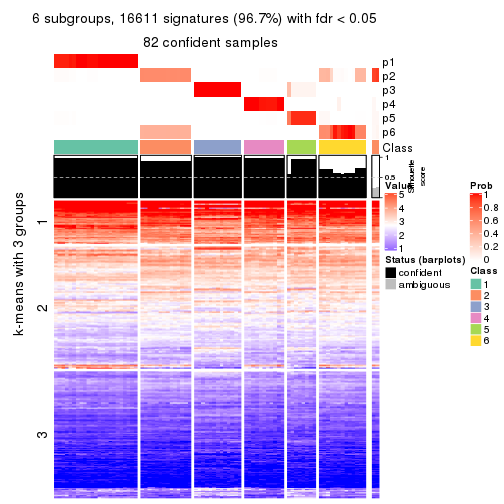 6 subgroups, 16611 signatures (96.7%) with fdr < 0.05
82 confident samples
p1
p2
p3
p4
p5
p6
Class
1
0.5
0
Silhouette
score
k-means with 3 groups
1
2
3
Value
5
4
3
2
1
Status (barplots)
confident
ambiguous
Prob
1
0.8
0.6
0.4
0.2
0
Class
1
2
3
4
5
6